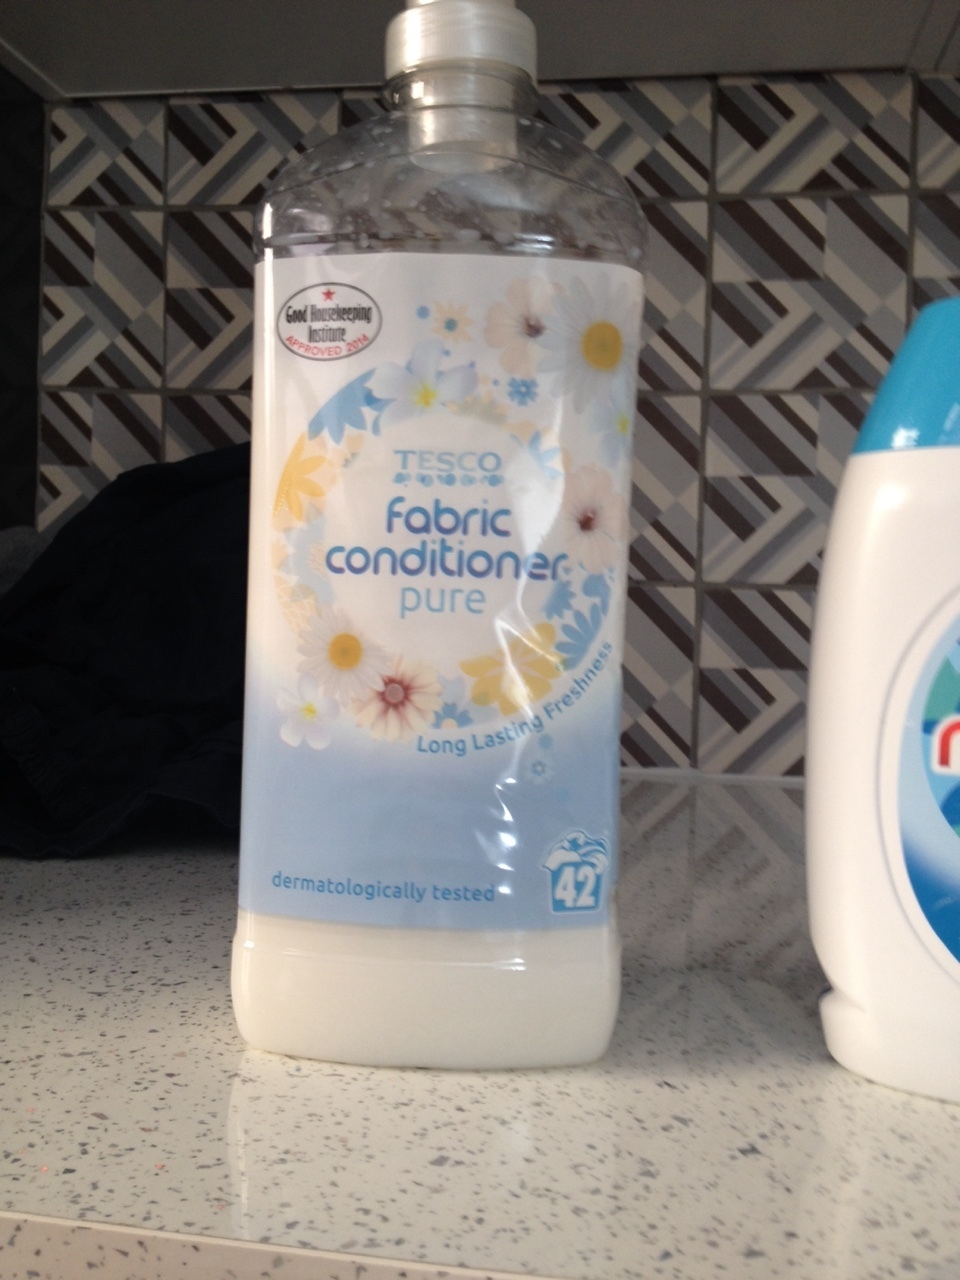 Good Housekeeping
Institute
APPROVED 2014
TESCO
fabric
conditioner
pure
Long Lasting Freshness
dermatologically tested
42